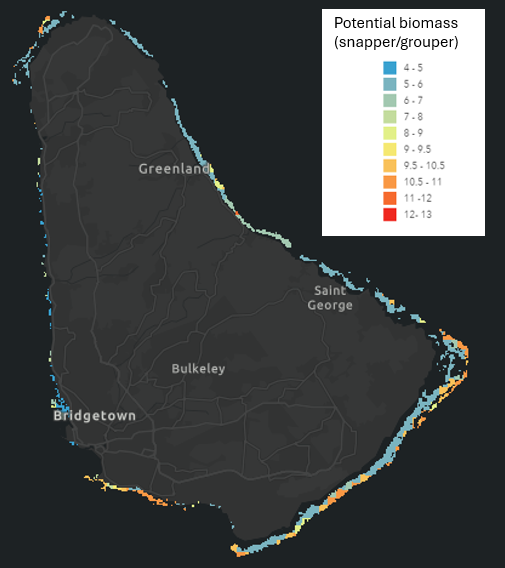 Potential biomass
(snapper/grouper)
4 - 5
5 - 6
6 - 7
7 - 8
8 - 9
9 - 9.5
9.5 - 10.5
10.5 - 11
11 -12
12- 13
Greenland
Saint
George
Bulkeley
Bridgetown